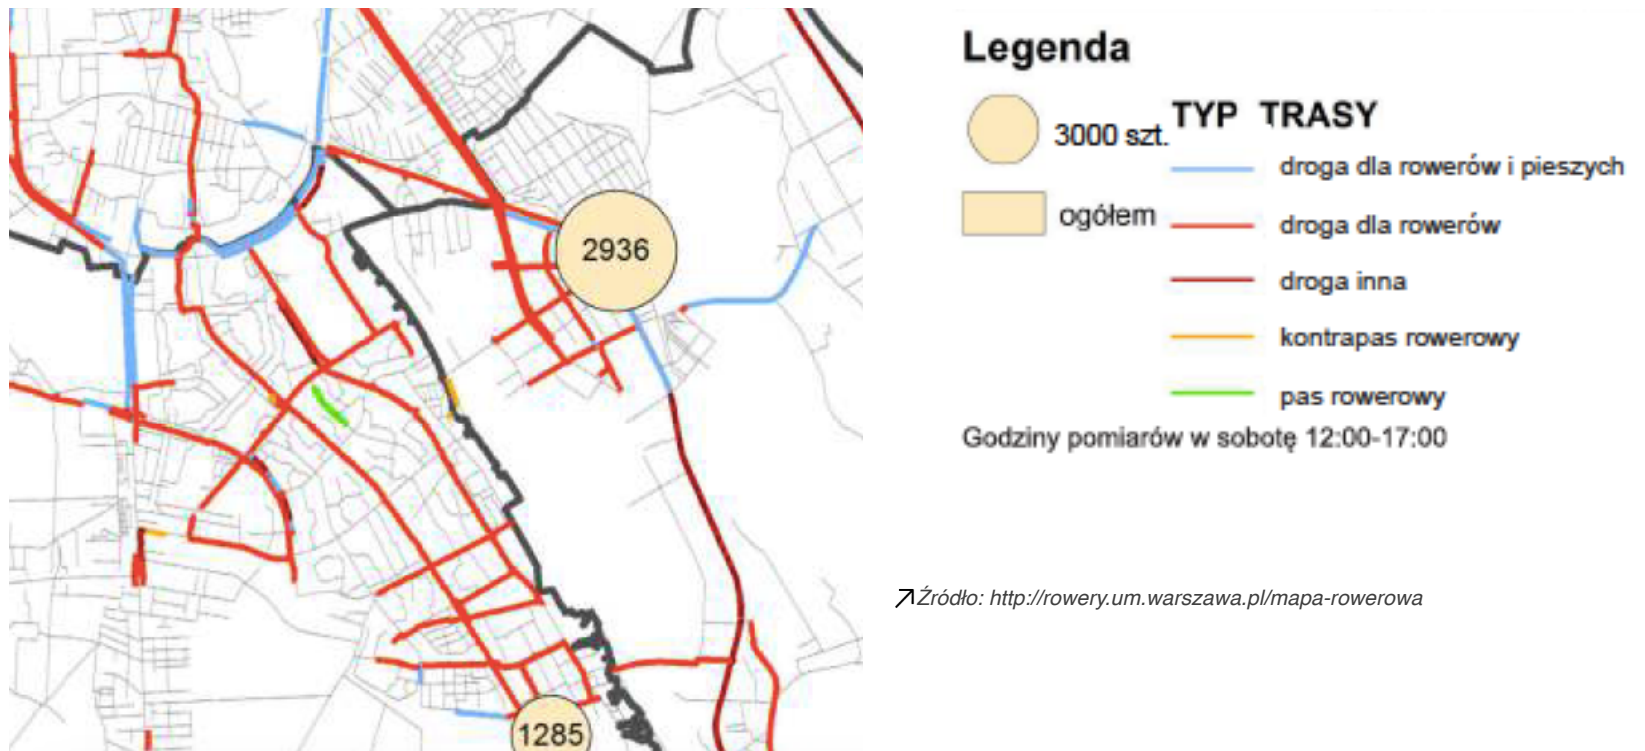 2936
1285
Legenda
3000 szt.
ogółem
TYP TRASY
droga dla rowerów i pieszych
droga dla rowerów
droga inna
kontrapas rowerowy
pas rowerowy
Godziny pomiarów w sobotę 12:00-17:00
Źródło: http://rowery.um.warszawa.pl/mapa-rowerowa